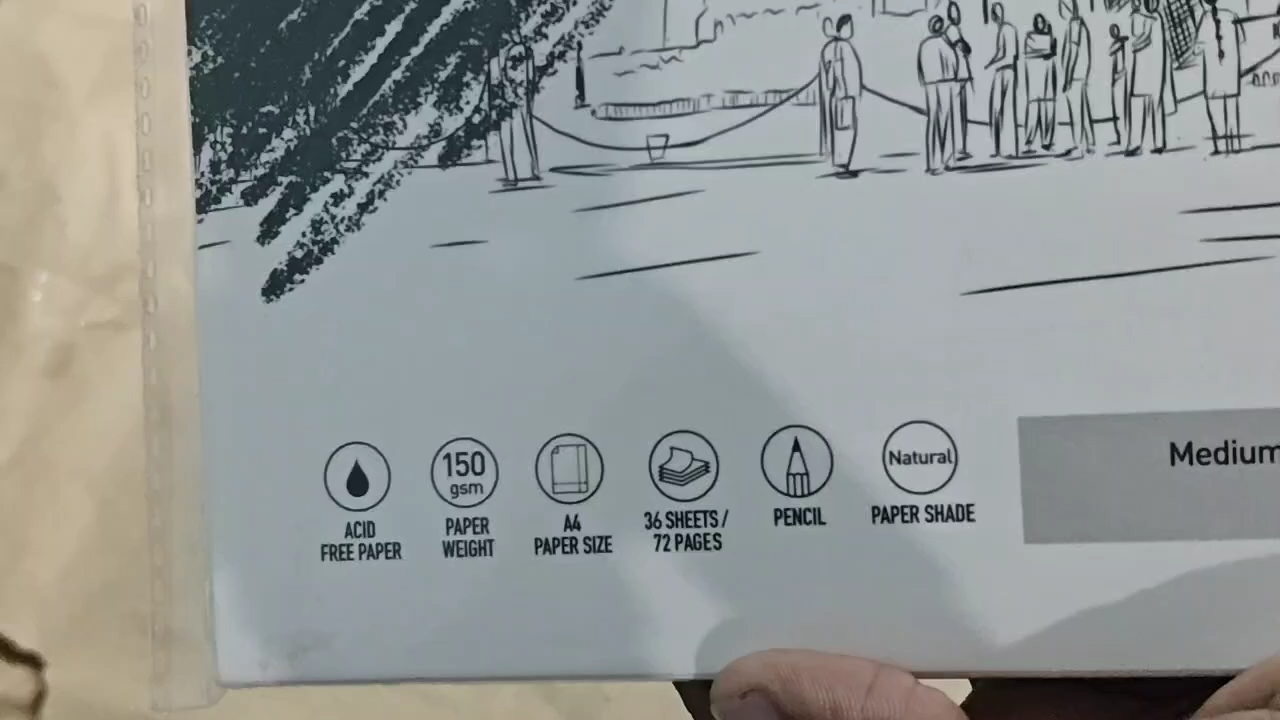 150
gsm
Natural
Medium
ACID
FREE PAPER
PAPER
WEIGHT
A4
PAPER SIZE
36 SHEETS /
72 PAGES
PENCIL
PAPER SHADE